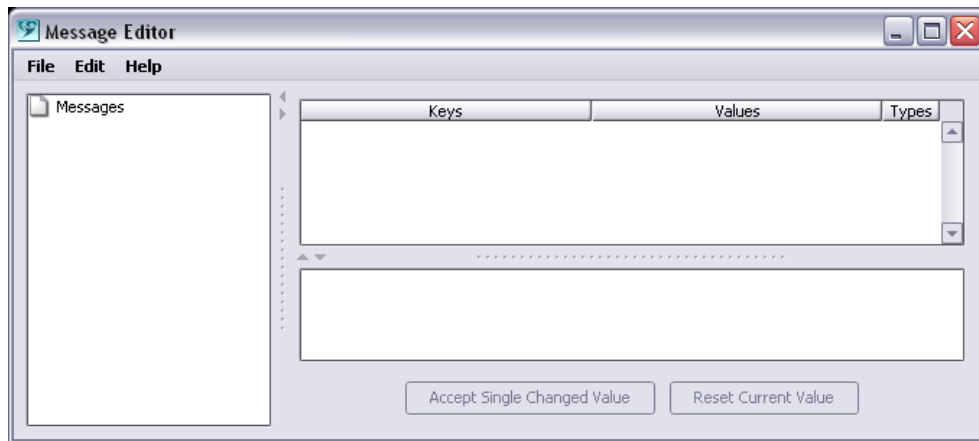 Message Editor
File Edit Help
Messages
Keys Values Types
Accept Single Changed Value Reset Current Value